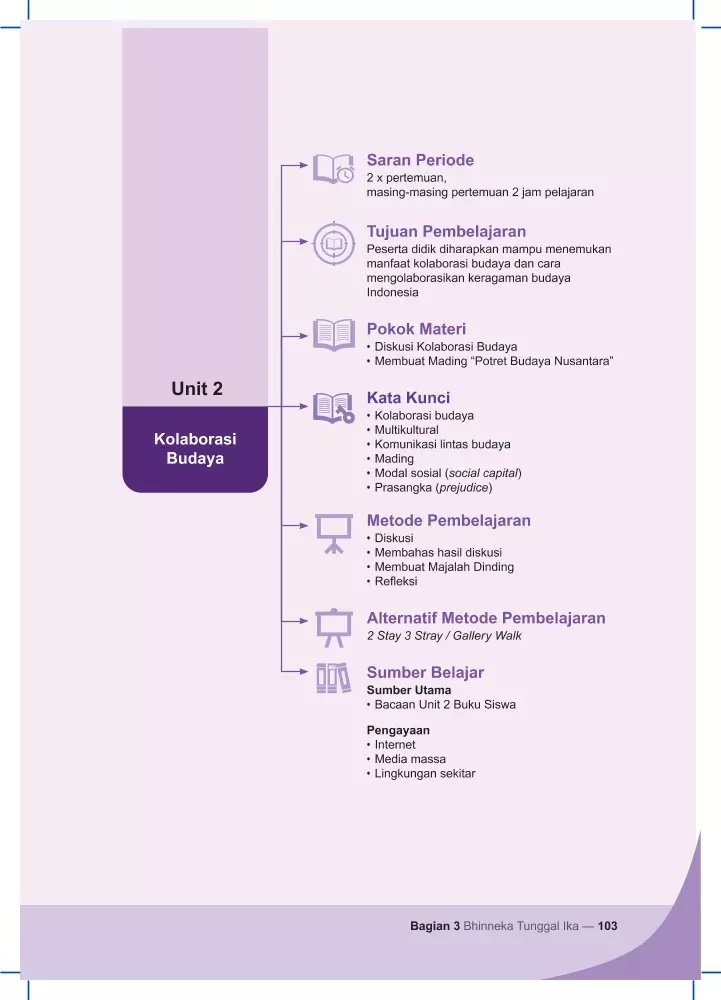 Unit 2
Kolaborasi
Budaya
Saran Periode
2 x pertemuan,
masing-masing pertemuan 2 jam pelajaran
Tujuan Pembelajaran
Peserta didik diharapkan mampu menemukan
manfaat kolaborasi budaya dan cara
mengolaborasikan keragaman budaya
Indonesia
Pokok Materi
• Diskusi Kolaborasi Budaya
• Membuat Mading “Potret Budaya Nusantara”
Kata Kunci
• Kolaborasi budaya
• Multikultural
• Komunikasi lintas budaya
• Mading
• Modal sosial (social capital)
• Prasangka (prejudice)
Metode Pembelajaran
• Diskusi
• Membahas hasil diskusi
• Membuat Majalah Dinding
• Refleksi
Alternatif Metode Pembelajaran
2 Stay 3 Stray / Gallery Walk
Sumber Belajar
Sumber Utama
• Bacaan Unit 2 Buku Siswa
Pengayaan
• Internet
• Media massa
• Lingkungan sekitar
Bagian 3 Bhinneka Tunggal Ika — 103